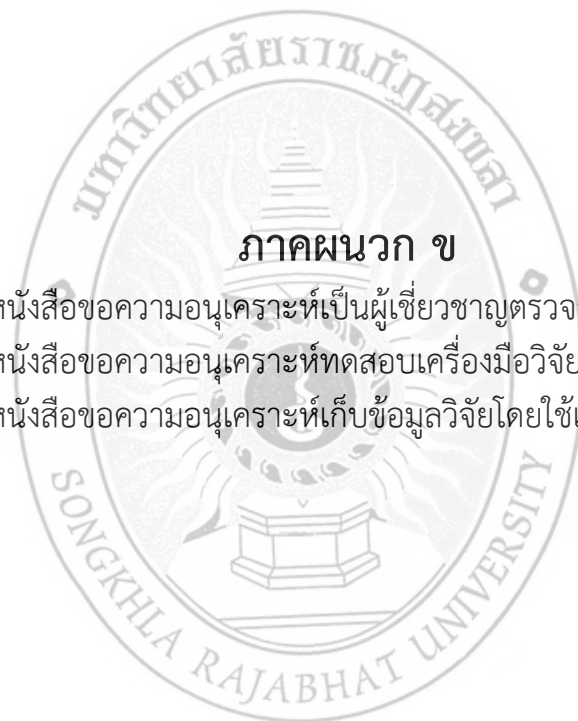 มหาวิทยาลัยราชภัฏสงขลา
ภาคผนวก ข
หนังสือขอความอนุเคราะห์เป็นผู้เชี่ยวชาญตรวจ
หนังสือขอความอนุเคราะห์ทดสอบเครื่องมือวิจัย
หนังสือขอความอนุเคราะห์เก็บข้อมูลวิจัยโดยใช้
SONGKHLA RAJABHAT UNIVERSITY